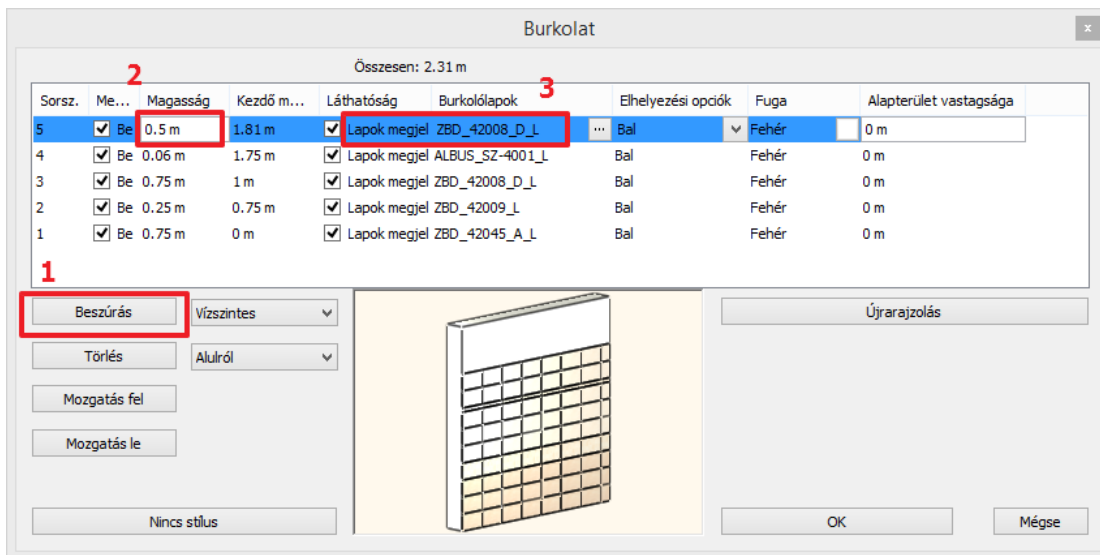 Burkolat
x
Összesen: 2.31 m
2
3
Sorsz. Me... Magasság Kezdő m... Láthatóság Burkolólapok Elhelyezési opciók Fuga Alapterület vastagsága
5 Be 0.5 m 1.81 m Lapok megjel ZBD_42008_D_L ... Bal Fehér 0 m
4 Be 0.06 m 1.75 m Lapok megjel ALBUS_SZ-4001_L Bal Fehér 0 m
3 Be 0.75 m 1 m Lapok megjel ZBD_42008_D_L Bal Fehér 0 m
2 Be 0.25 m 0.75 m Lapok megjel ZBD_42009_L Bal Fehér 0 m
1 Be 0.75 m 0 m Lapok megjel ZBD_42045_A_L Bal Fehér 0 m
1
Beszúrás Vízszintes Újrarajzolás
Törlés Alulról
Mozgatás fel
Mozgatás le
Nincs stílus OK Mégse